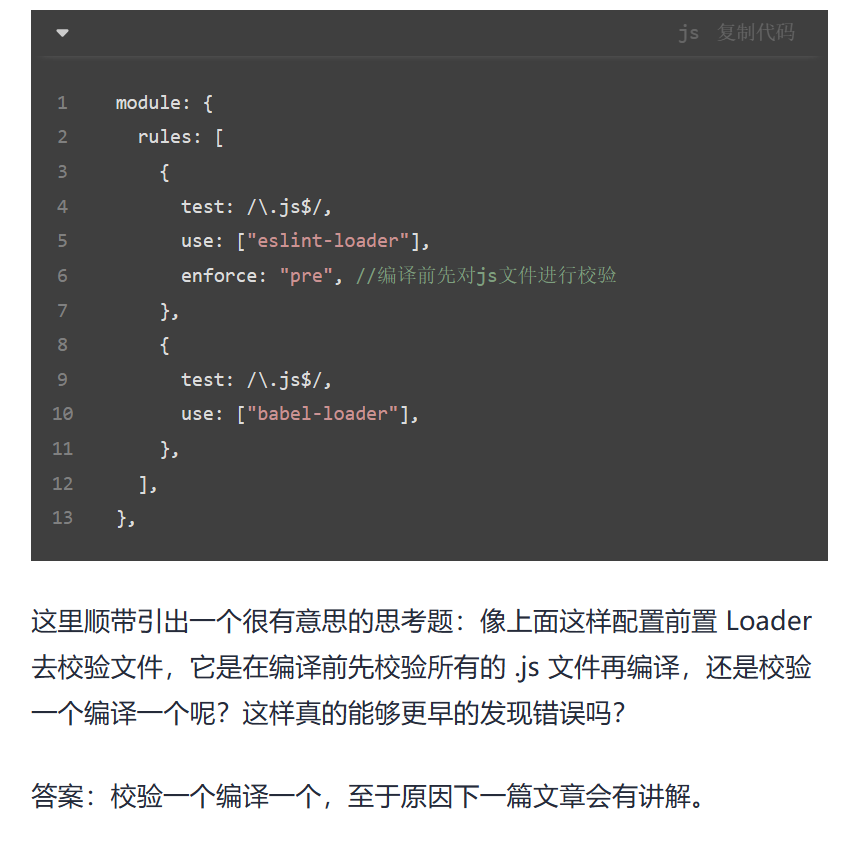 js 复制代码
1 module: {
2 rules: [
3 {
4 test: /\.js$/,
5 use: ["eslint-loader"],
6 enforce: "pre", //编译前先对js文件进行校验
7 },
8 {
9 test: /\.js$/,
10 use: ["babel-loader"],
11 },
12 ],
13 },
这里顺带引出一个很有意思的思考题：像上面这样配置前置 Loader
去校验文件，它是在编译前先校验所有的 .js 文件再编译，还是校验
一个编译一个呢？这样真的能够更早的发现错误吗？
答案：校验一个编译一个，至于原因下一篇文章会有讲解。